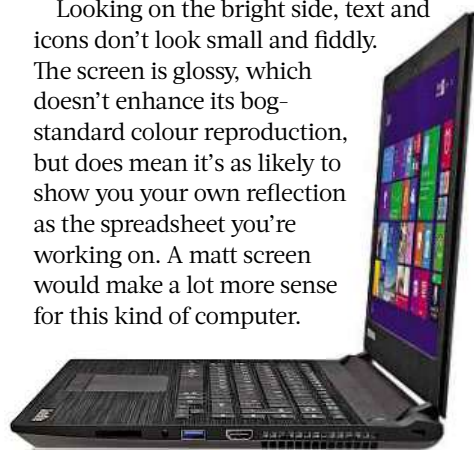 Looking on the bright side, text and
icons don’t look small and fiddly.
The screen is glossy, which
doesn’t enhance its bog-
standard colour reproduction,
but does mean it’s as likely to
show you your own reflection
as the spreadsheet you’re
working on. A matt screen
would make a lot more sense
for this kind of computer.